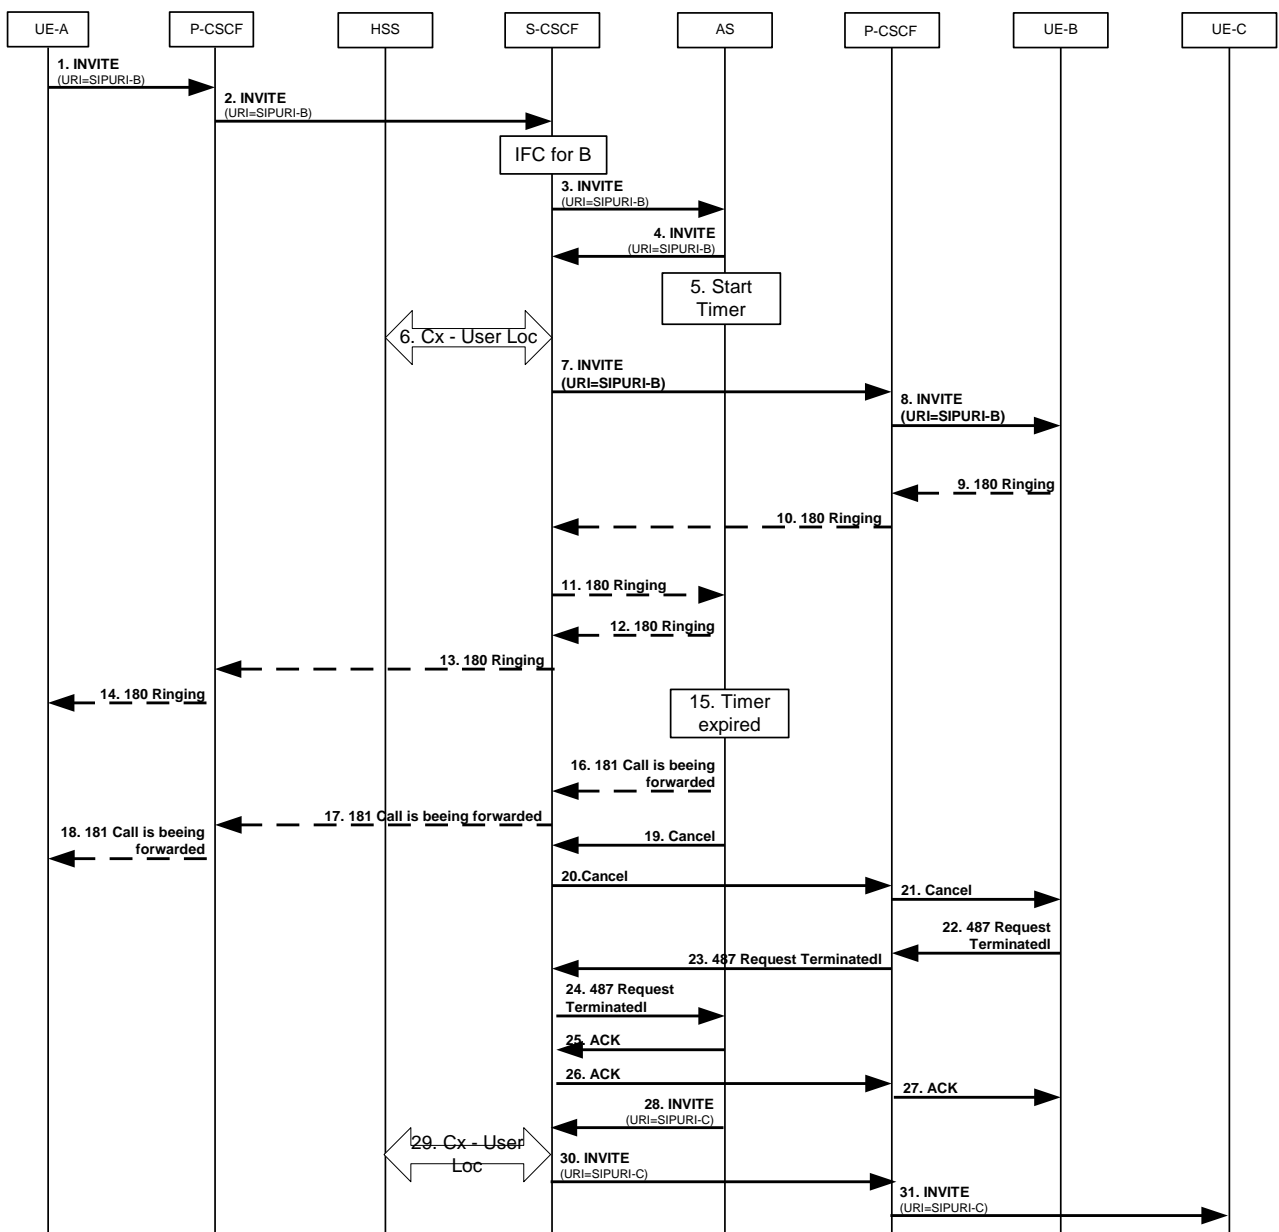 UE-A
P-CSCF
HSS
S-CSCF
AS
P-CSCF
UE-B
UE-C
1. INVITE
(URI=SIPURI-B)
2. INVITE
(URI=SIPURI-B)
IFC for B
3. INVITE
(URI=SIPURI-B)
4. INVITE
(URI=SIPURI-B)
5. Start
Timer
6. Cx - User Loc
7. INVITE
(URI=SIPURI-B)
8. INVITE
(URI=SIPURI-B)
9. 180 Ringing
10. 180 Ringing
11. 180 Ringing
12. 180 Ringing
13. 180 Ringing
14. 180 Ringing
15. Timer
expired
16. 181 Call is beeing
forwarded
17. 181 Call is beeing forwarded
18. 181 Call is beeing
forwarded
19. Cancel
20.Cancel
21. Cancel
22. 487 Request
TerminatedI
23. 487 Request TerminatedI
24. 487 Request
TerminatedI
25. ACK
26. ACK
27. ACK
28. INVITE
(URI=SIPURI-C)
29. Cx - User
Loc
30. INVITE
(URI=SIPURI-C)
31. INVITE
(URI=SIPURI-C)